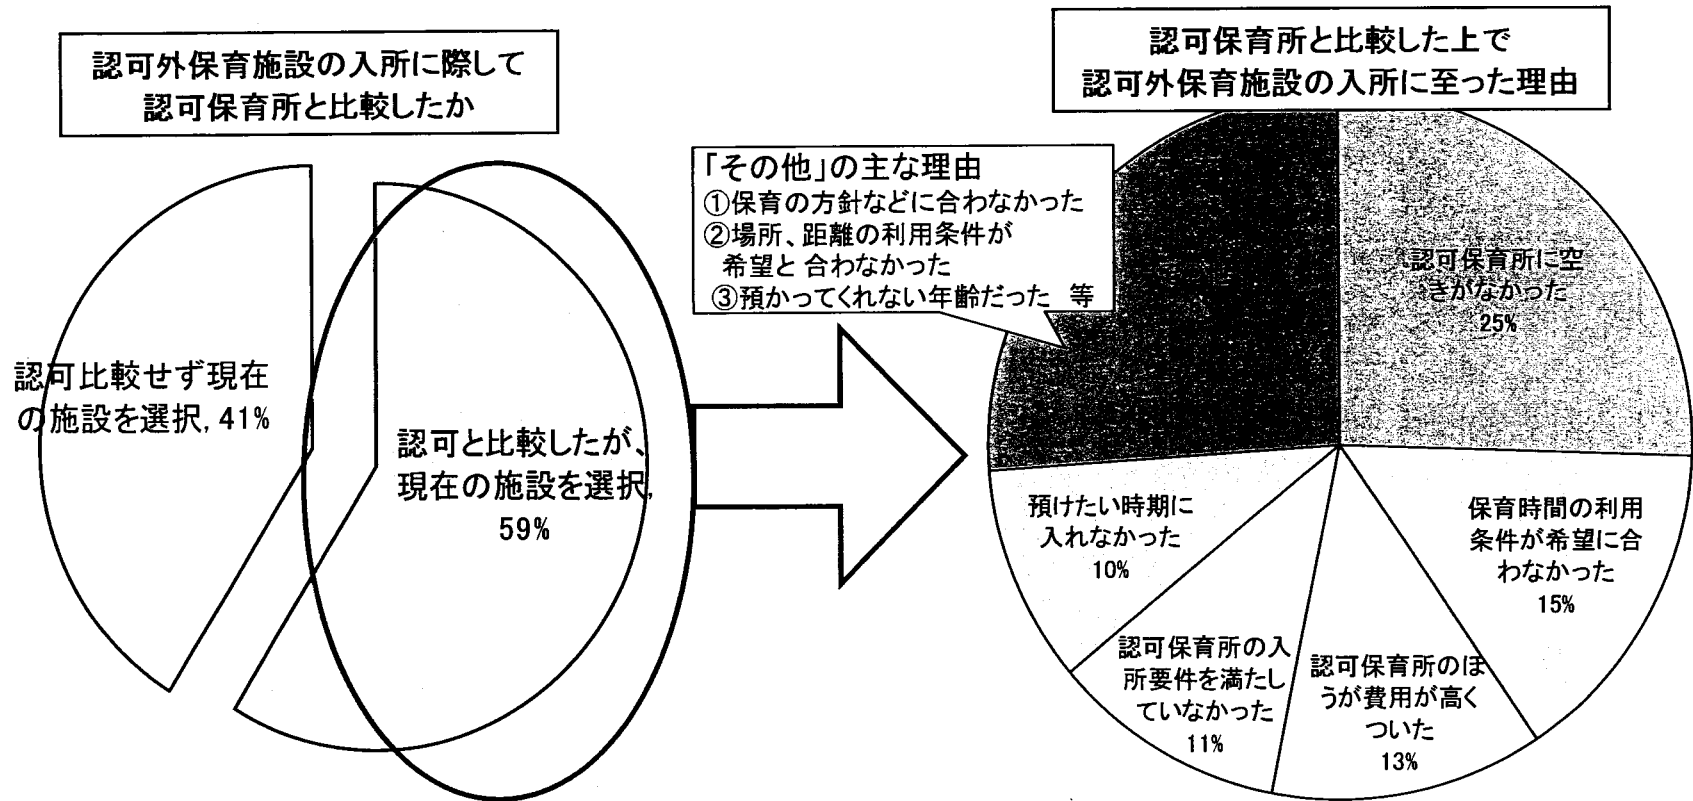 認可外保育施設の入所に際して
認可保育所と比較したか
認可比較せず現在
の施設を選択, 41%
認可と比較したが、
現在の施設を選択,
59%
認可保育所と比較した上で
認可外保育施設の入所に至った理由
「その他」の主な理由
①保育の方針などに合わなかった
②場所、距離の利用条件が
希望と 合わなかった
③預かってくれない年齢だった 等
認可保育所に空
きがなかった
25%
保育時間の利用
条件が希望に合
わなかった
15%
認可保育所のほ
うが費用が高く
ついた
13%
認可保育所の入
所要件を満たし
ていなかった
11%
預けたい時期に
入れなかった
10%